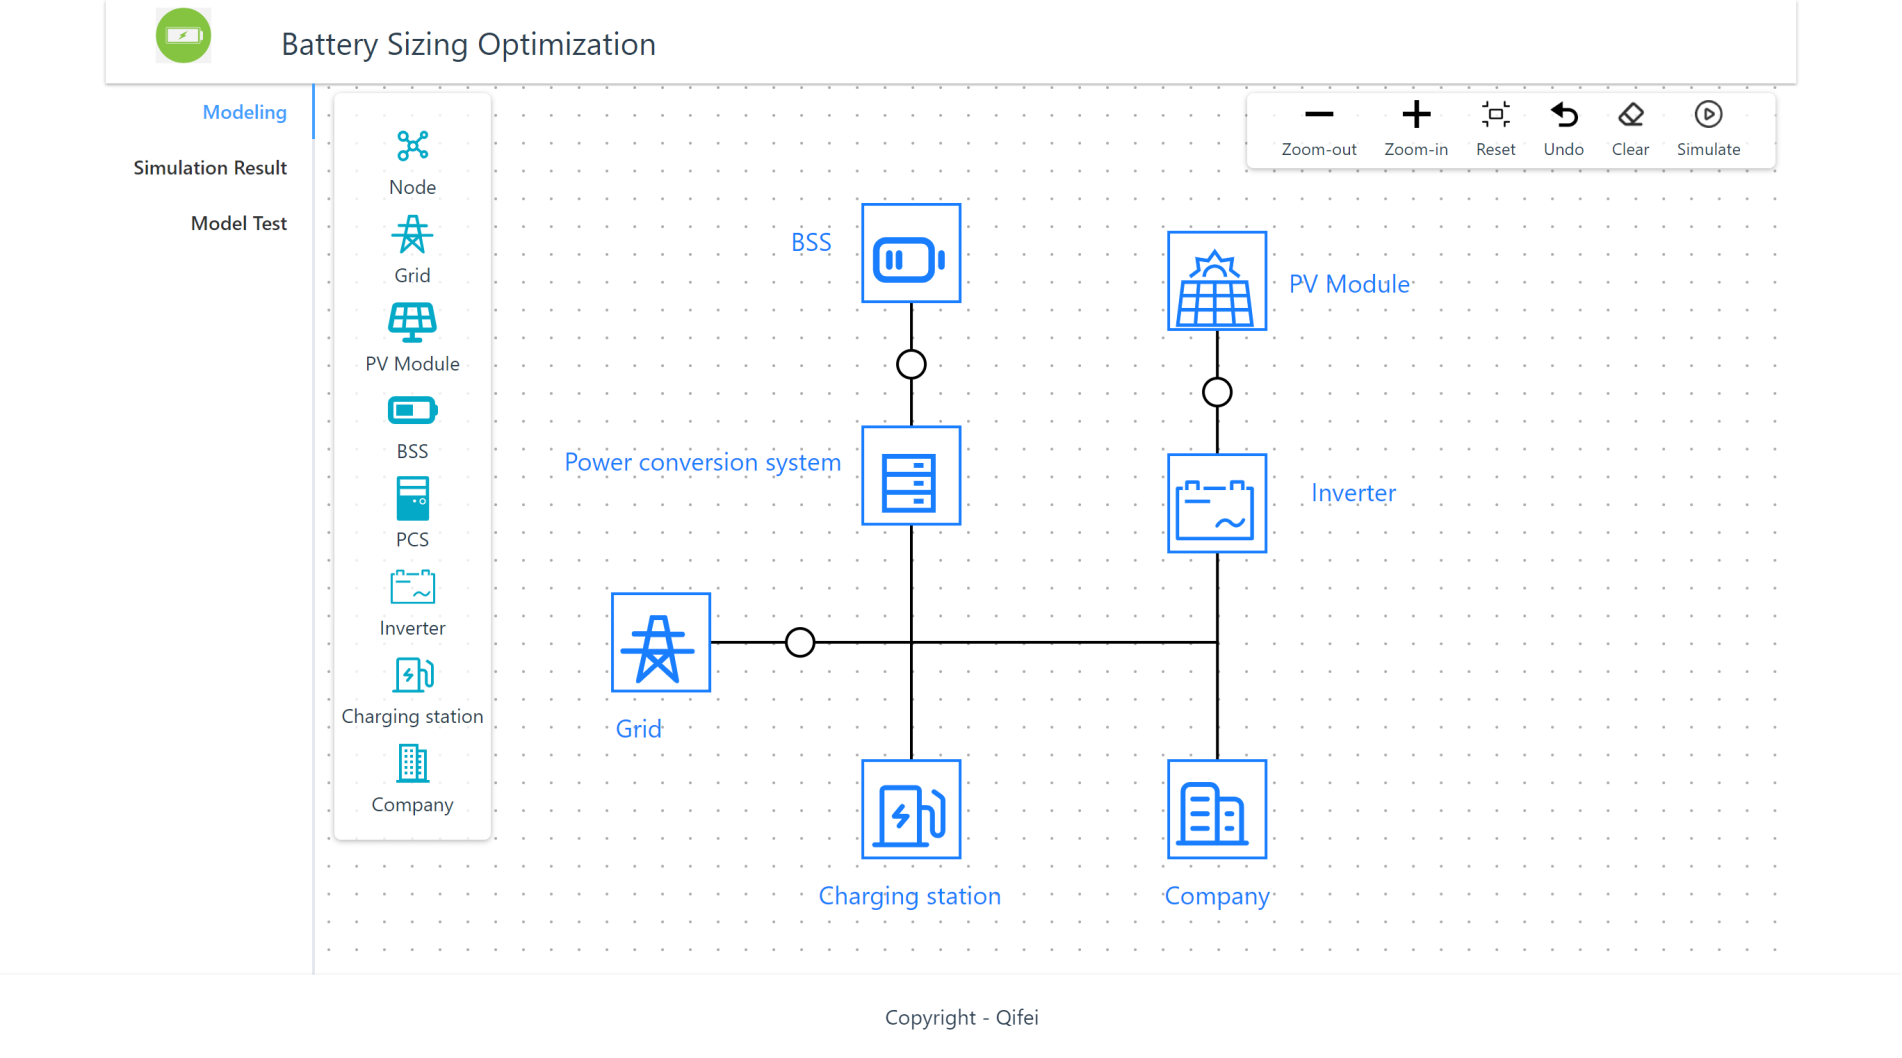 Battery Sizing Optimization
Modeling
Simulation Result
Model Test
Node
Grid
PV Module
BSS
PCS
Inverter
Charging station
Company
Zoom-out
Zoom-in
Reset
Undo
Clear
Simulate
BSS
PV Module
Power conversion system
Inverter
Grid
Charging station
Company
Copyright - Qifei